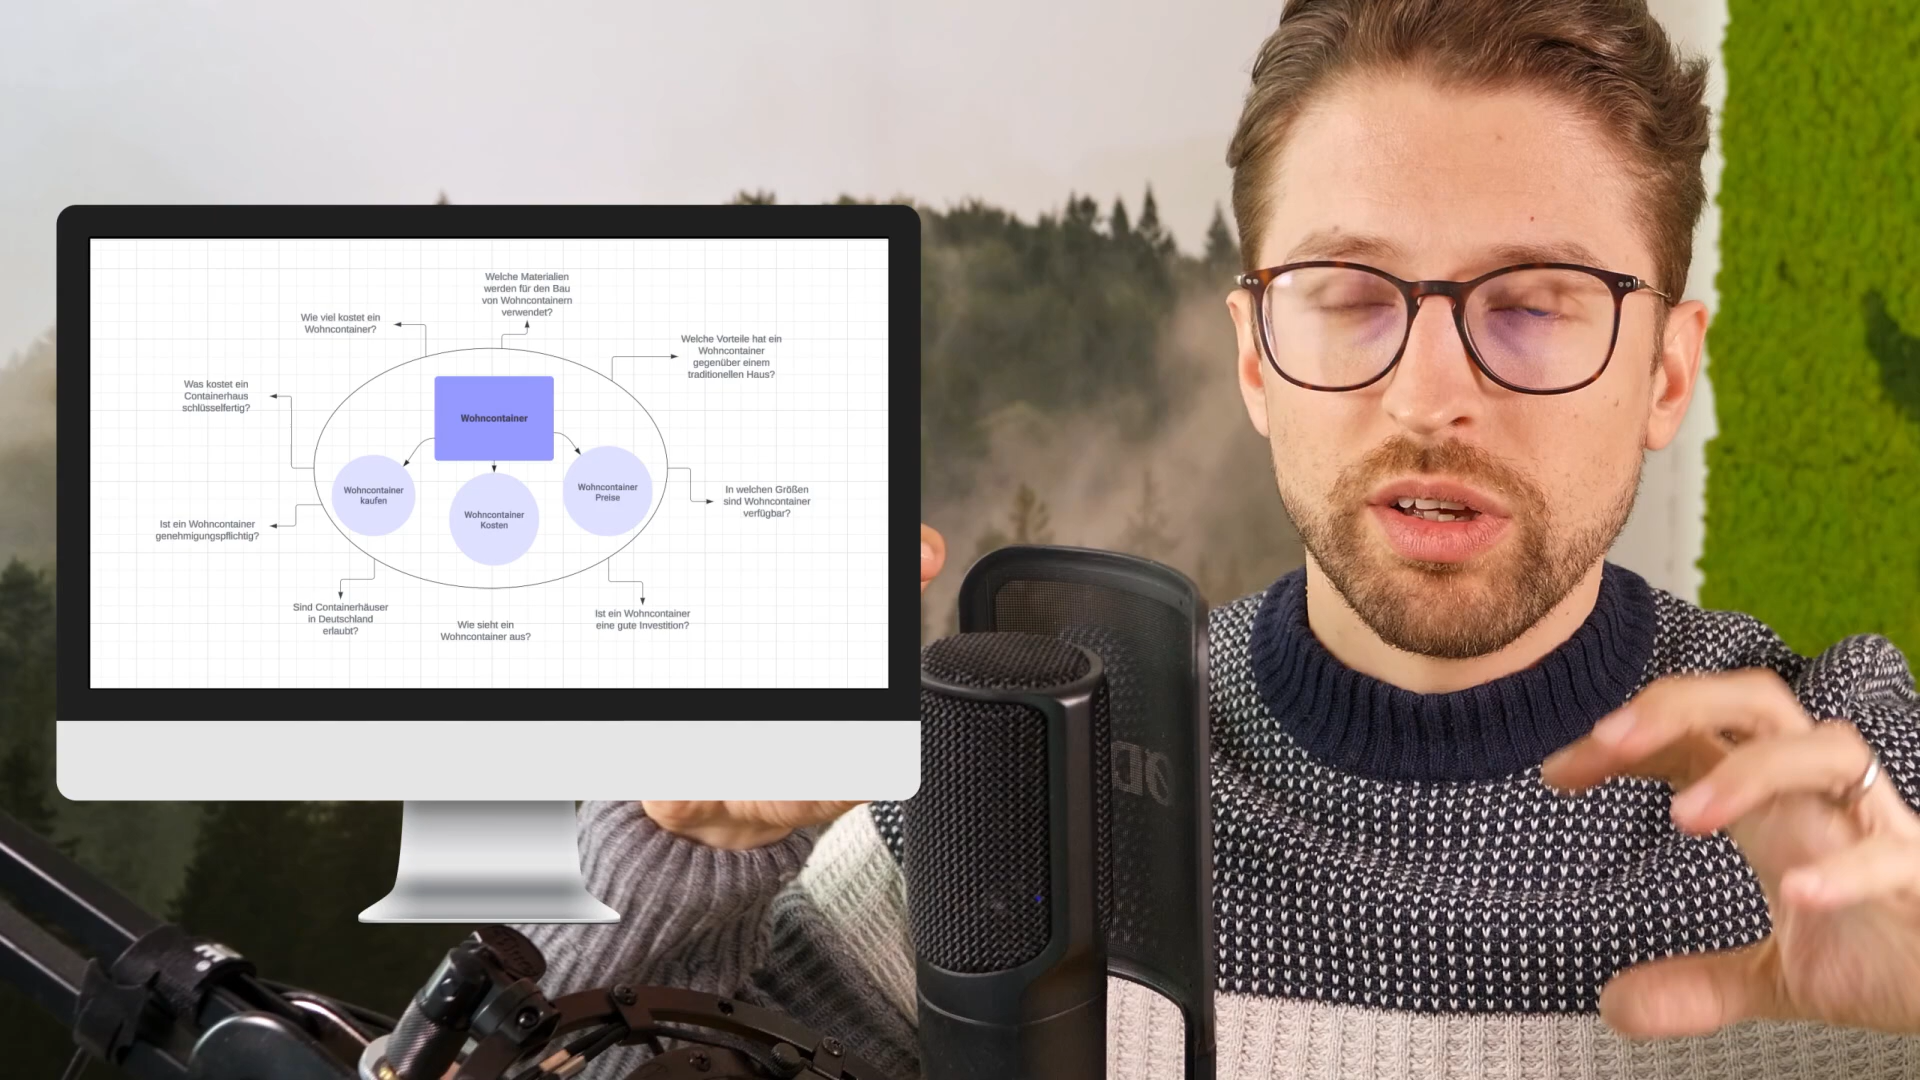 Welche Materialien
werden für den Bau
von Wohncontainern
verwendet?
Wie viel kostet ein
Wohncontainer?
Welche Vorteile hat ein
Wohncontainer
gegenüber einem
traditionellen Haus?
Was kostet ein
Containerhaus
schlüsselfertig?
Wohncontainer
Wohncontainer
kaufen
Wohncontainer
Kosten
Wohncontainer
Preise
In welchen Größen
sind Wohncontainer
verfügbar?
Ist ein Wohncontainer
genehmigungspflichtig?
Sind Containerhäuser
in Deutschland
erlaubt?
Wie sieht ein
Wohncontainer aus?
Ist ein Wohncontainer
eine gute Investition?